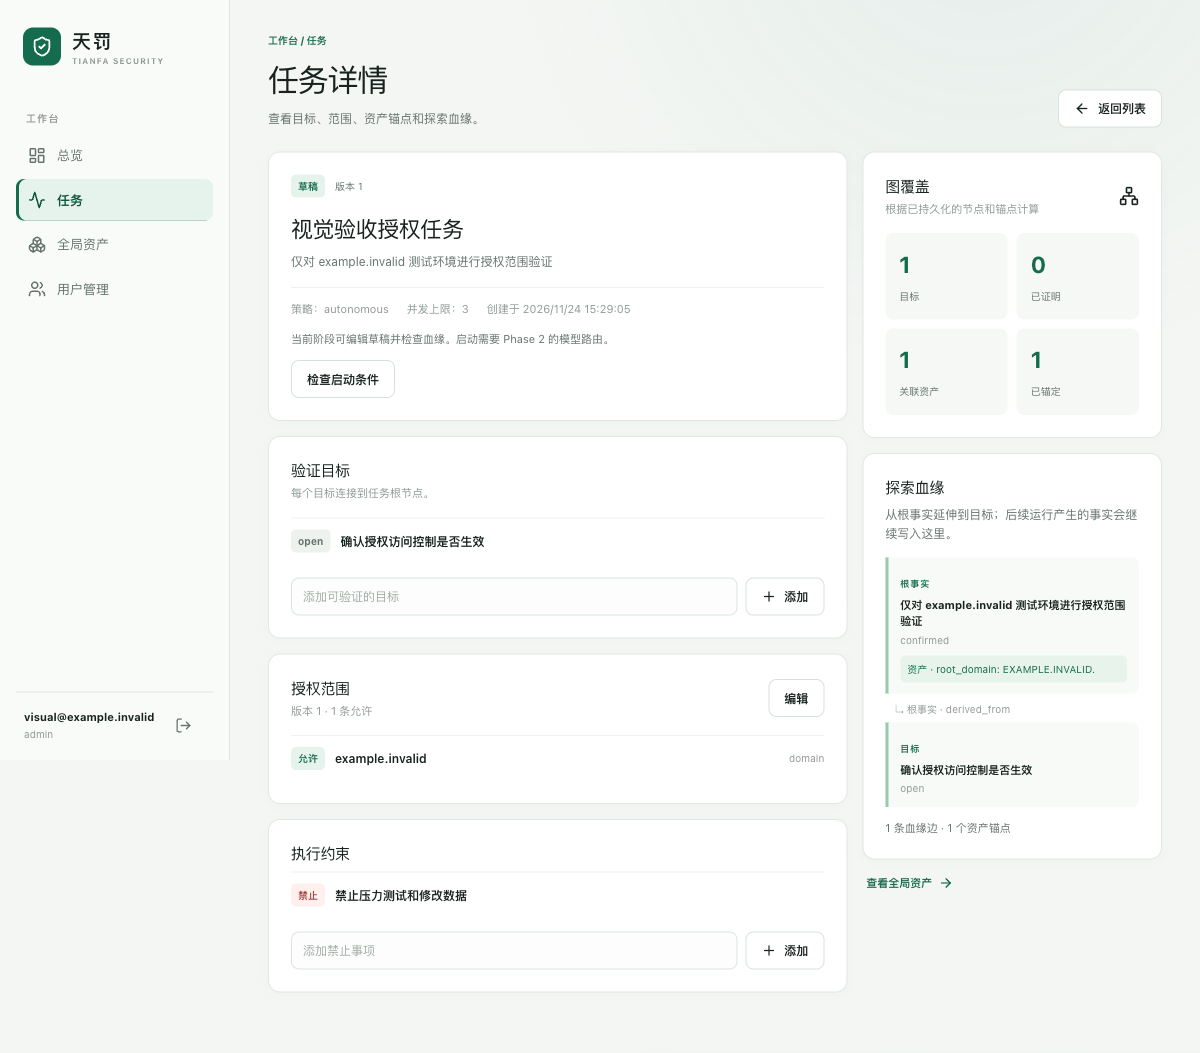 天罚
TIANFA SECURITY
工作台
总览
任务
全局资产
用户管理
visual@example.invalid
admin
工作台 / 任务
任务详情
查看目标、范围、资产锚点和探索血缘。
返回列表
草稿 版本 1
视觉验收授权任务
仅对 example.invalid 测试环境进行授权范围验证
策略：autonomous 并发上限：3 创建于 2026/11/24 15:29:05
当前阶段可编辑草稿并检查血缘。启动需要 Phase 2 的模型路由。
检查启动条件
验证目标
每个目标连接到任务根节点。
open 确认授权访问控制是否生效
添加可验证的目标
添加
授权范围
版本 1 · 1 条允许
编辑
允许 example.invalid domain
执行约束
禁止 禁止压力测试和修改数据
添加禁止事项
添加
图覆盖
根据已持久化的节点和锚点计算
1
目标
0
已证明
1
关联资产
1
已锚定
探索血缘
从根事实延伸到目标；后续运行产生的事实会继
续写入这里。
根事实
仅对 example.invalid 测试环境进行授权范围
验证
confirmed
资产 · root_domain: EXAMPLE.INVALID.
根事实 · derived_from
目标
确认授权访问控制是否生效
open
1 条血缘边 · 1 个资产锚点
查看全局资产